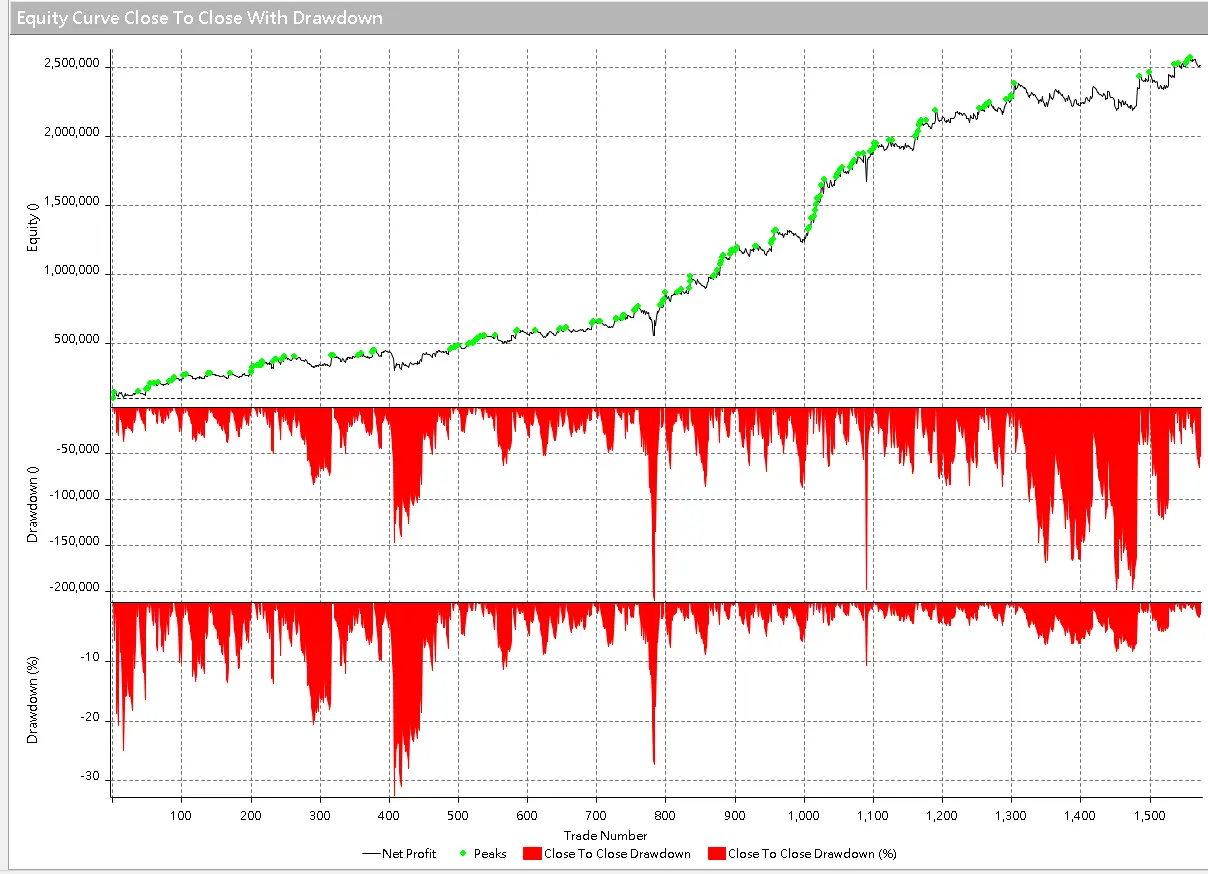 Equity Curve Close To Close With Drawdown
2,500,000
2,000,000
1,500,000
1,000,000
500,000
Equity ()
-50,000
-100,000
-150,000
-200,000
Drawdown ()
-10
-20
-30
Drawdown (%)
100 200 300 400 500 600 700 800 900 1,000 1,100 1,200 1,300 1,400 1,500
Trade Number
Net Profit Peaks Close To Close Drawdown Close To Close Drawdown (%)